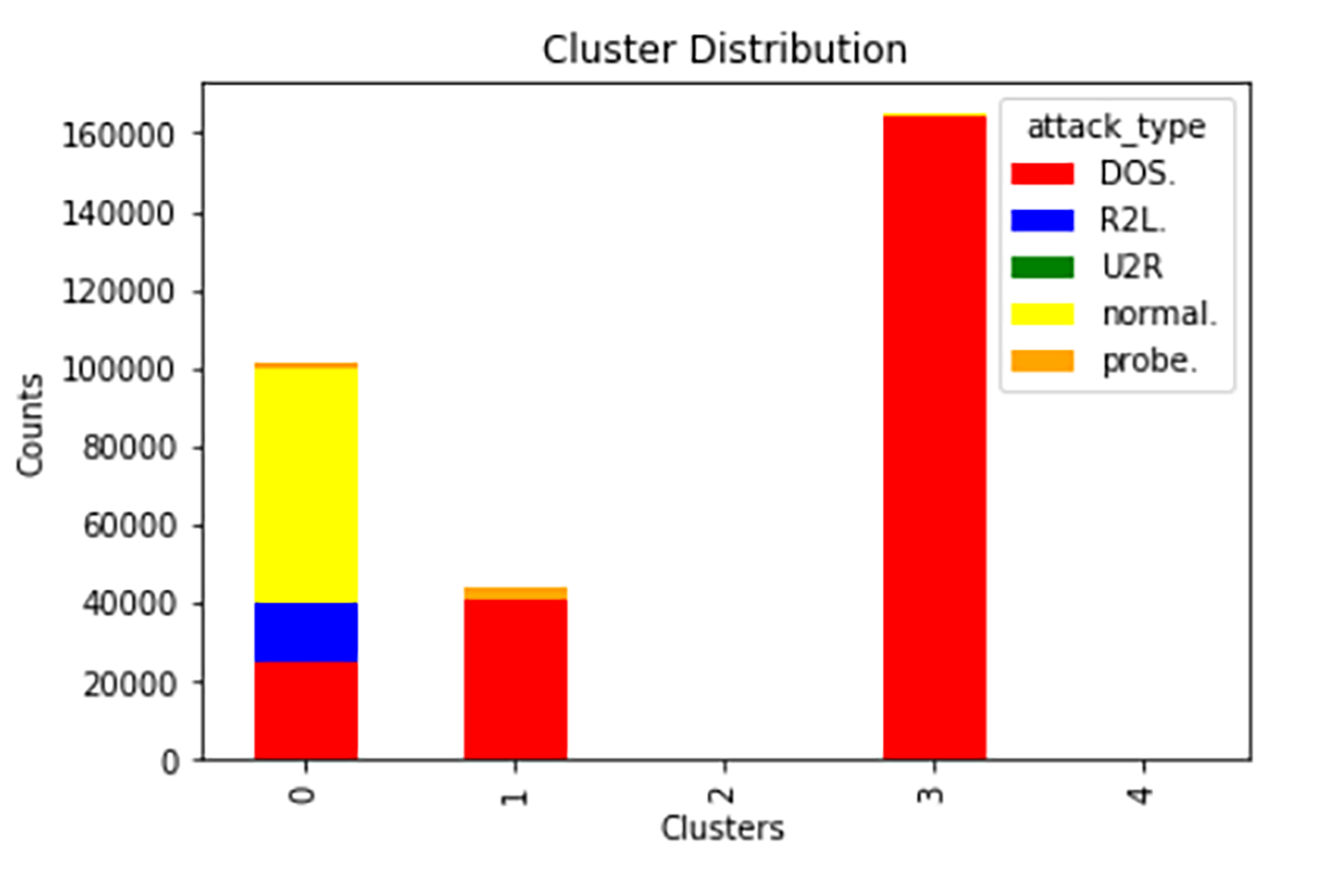 Cluster Distribution
160000
140000
120000
100000
80000
60000
40000
20000
0
Counts
0
1
2
3
4
Clusters
attack_type
DOS.
R2L.
U2R
normal.
probe.